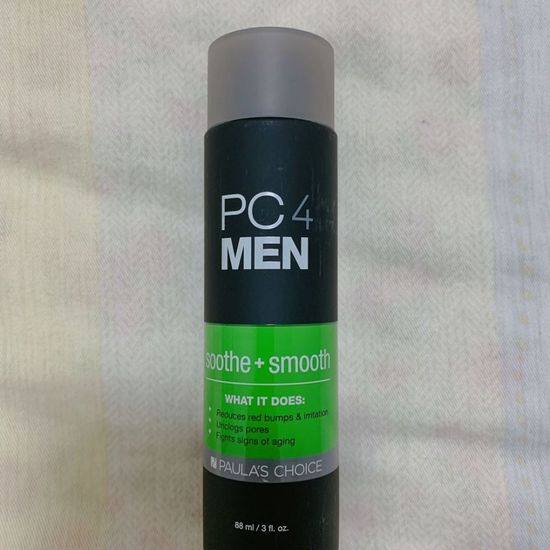 PC4
MEN
soothe + smooth
WHAT IT DOES:
Reduces red bumps & irritation
Unclogs pores
Fights signs of aging
PAULA'S CHOICE
88 ml / 3 fl. oz.